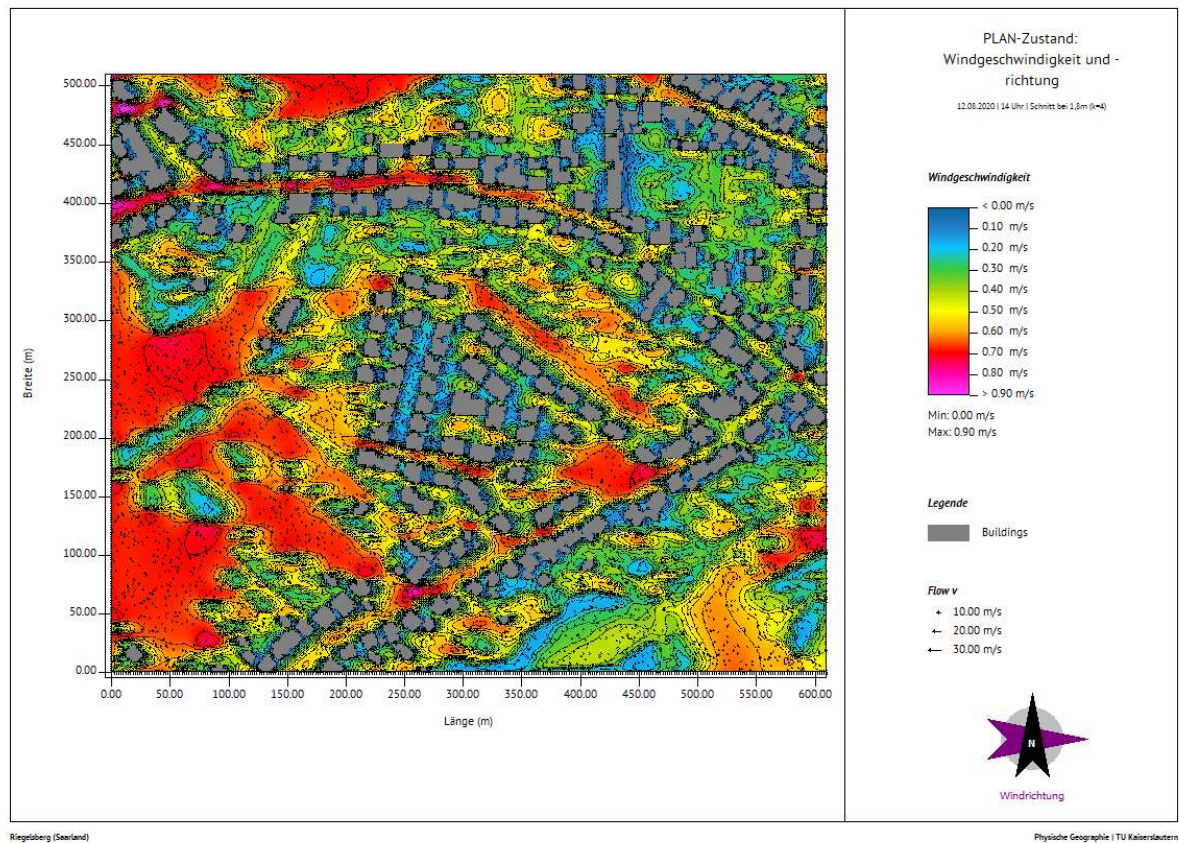 PLAN-Zustand:
Windgeschwindigkeit und -
richtung
12.08.2020 | 14 Uhr | Schnitt bei 1,8m (k=4)
500.00
450.00
400.00
350.00
300.00
250.00
200.00
150.00
100.00
50.00
0.00
Breite (m)
0.00 50.00 100.00 150.00 200.00 250.00 300.00 350.00 400.00 450.00 500.00 550.00 600.00
Länge (m)
Windgeschwindigkeit
< 0.00 m/s
0.10 m/s
0.20 m/s
0.30 m/s
0.40 m/s
0.50 m/s
0.60 m/s
0.70 m/s
0.80 m/s
> 0.90 m/s
Min: 0.00 m/s
Max: 0.90 m/s
Legende
Buildings
Flow v
10.00 m/s
20.00 m/s
30.00 m/s
N
Windrichtung
Riegelsberg (Saarland)
Physische Geographie | TU Kaiserslautern